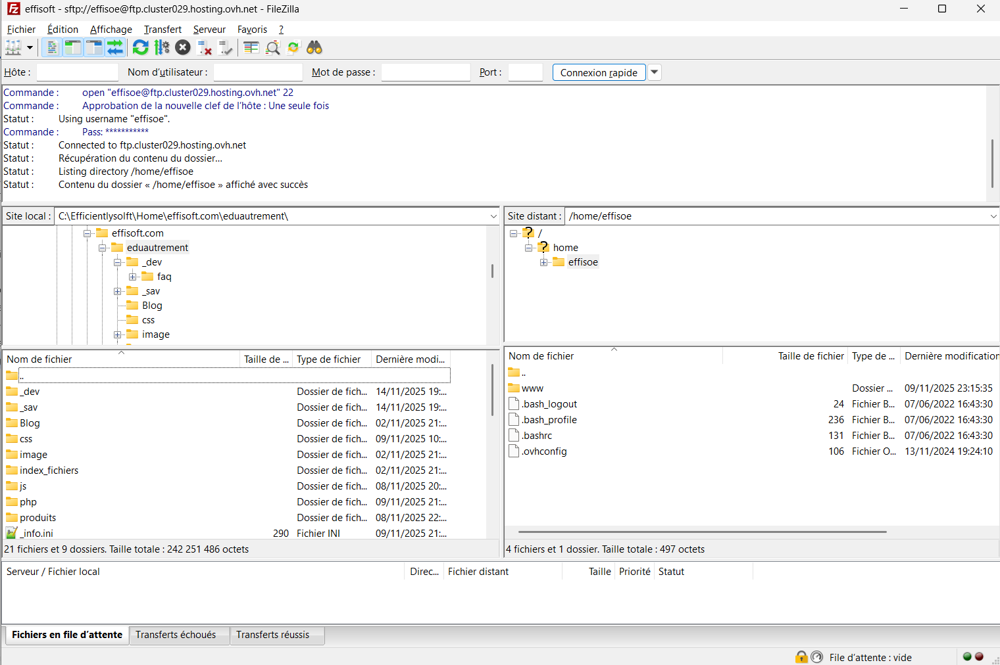 effisoft - sftp://effisoe@ftp.cluster029.hosting.ovh.net - FileZilla
Fichier Édition Affichage Transfert Serveur Favoris ?
Hôte : Nom d'utilisateur : Mot de passe : Port : Connexion rapide
Commande : open "effisoe@ftp.cluster029.hosting.ovh.net" 22
Commande : Approbation de la nouvelle clef de l'hôte : Une seule fois
Statut : Using username "effisoe".
Commande : Pass: ***********
Statut : Connected to ftp.cluster029.hosting.ovh.net
Statut : Récupération du contenu du dossier...
Statut : Listing directory /home/effisoe
Statut : Contenu du dossier « /home/effisoe » affiché avec succès
Site local : C:\Efficientlysolft\Home\effisoft.com\eduautrement\
effisoft.com
eduautrement
_dev
faq
_sav
Blog
css
image
Nom de fichier Taille de ... Type de fichier Dernière modi...
..
_dev Dossier de fich... 14/11/2025 19:...
_sav Dossier de fich... 14/11/2025 19:...
Blog Dossier de fich... 02/11/2025 21:...
css Dossier de fich... 09/11/2025 10:...
image Dossier de fich... 02/11/2025 21:...
index_fichiers Dossier de fich... 02/11/2025 21:...
js Dossier de fich... 08/11/2025 20:...
php Dossier de fich... 09/11/2025 21:...
produits Dossier de fich... 08/11/2025 22:...
_info.ini 290 Fichier INI 09/11/2025 21:...
21 fichiers et 9 dossiers. Taille totale : 242 251 486 octets
Site distant : /home/effisoe
/
home
effisoe
Nom de fichier Taille de fichier Type de ... Dernière modification
..
www Dossier ... 09/11/2025 23:15:35
.bash_logout 24 Fichier B... 07/06/2022 16:43:30
.bash_profile 236 Fichier B... 07/06/2022 16:43:30
.bashrc 131 Fichier B... 07/06/2022 16:43:30
.ovhconfig 106 Fichier O... 13/11/2024 19:24:10
4 fichiers et 1 dossier. Taille totale : 497 octets
Serveur / Fichier local Direc... Fichier distant Taille Priorité Statut
Fichiers en file d'attente Transferts échoués Transferts réussis
File d'attente : vide